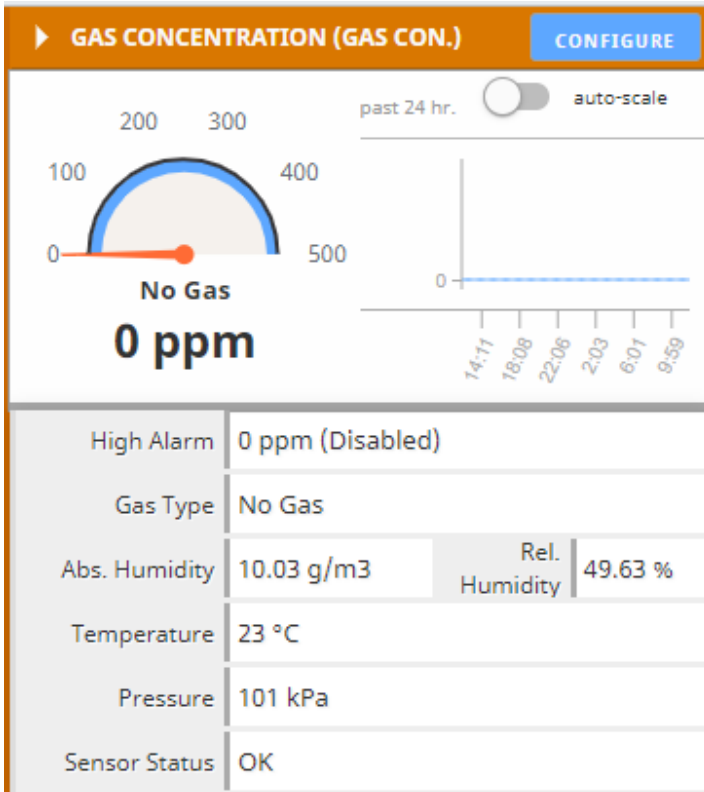 GAS CONCENTRATION (GAS CON.)
CONFIGURE
past 24 hr.
auto-scale
0
100
200
300
400
500
No Gas
0 ppm
0
14:11
18:08
22:06
2:03
6:01
9:59
High Alarm
0 ppm (Disabled)
Gas Type
No Gas
Abs. Humidity
10.03 g/m3
Rel.
Humidity
49.63 %
Temperature
23 °C
Pressure
101 kPa
Sensor Status
OK